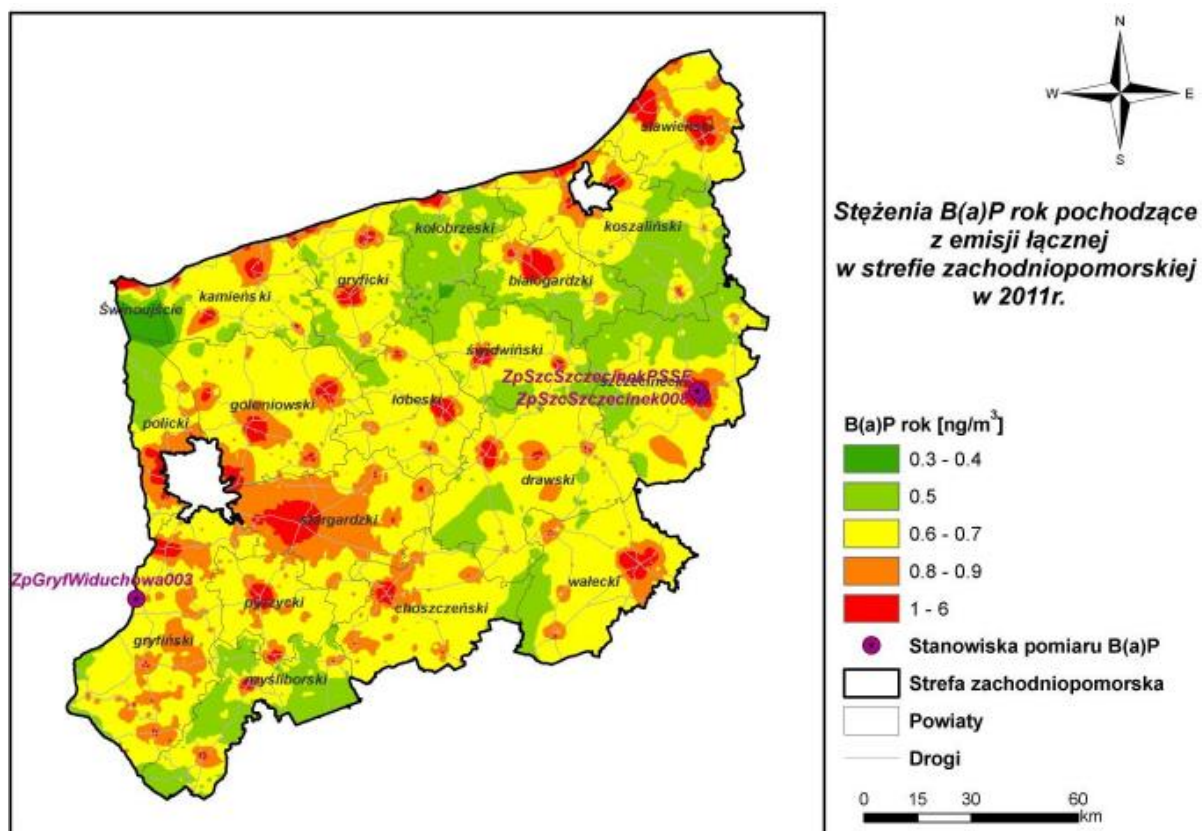 N
W E
S
Stężenia B(a)P rok pochodzące
z emisji łącznej
w strefie zachodniopomorskiej
w 2011r.
sławieński
koszaliński
kołobrzeski
białogardzki
gryficki
kamieński
Świnoujście
świdwiński
ZpSzcSzczecinekPSSE
szczecinecki
ZpSzcSzczecinek008
łobeski
goleniowski
policki
drawski
stargardzki
wałecki
ZpGryfWiduchowa003
pyrzycki
choszczeński
gryfiński
myśliborski
B(a)P rok [ng/m³]
0.3 - 0.4
0.5
0.6 - 0.7
0.8 - 0.9
1 - 6
Stanowiska pomiaru B(a)P
Strefa zachodniopomorska
Powiaty
Drogi
0 15 30 60
km